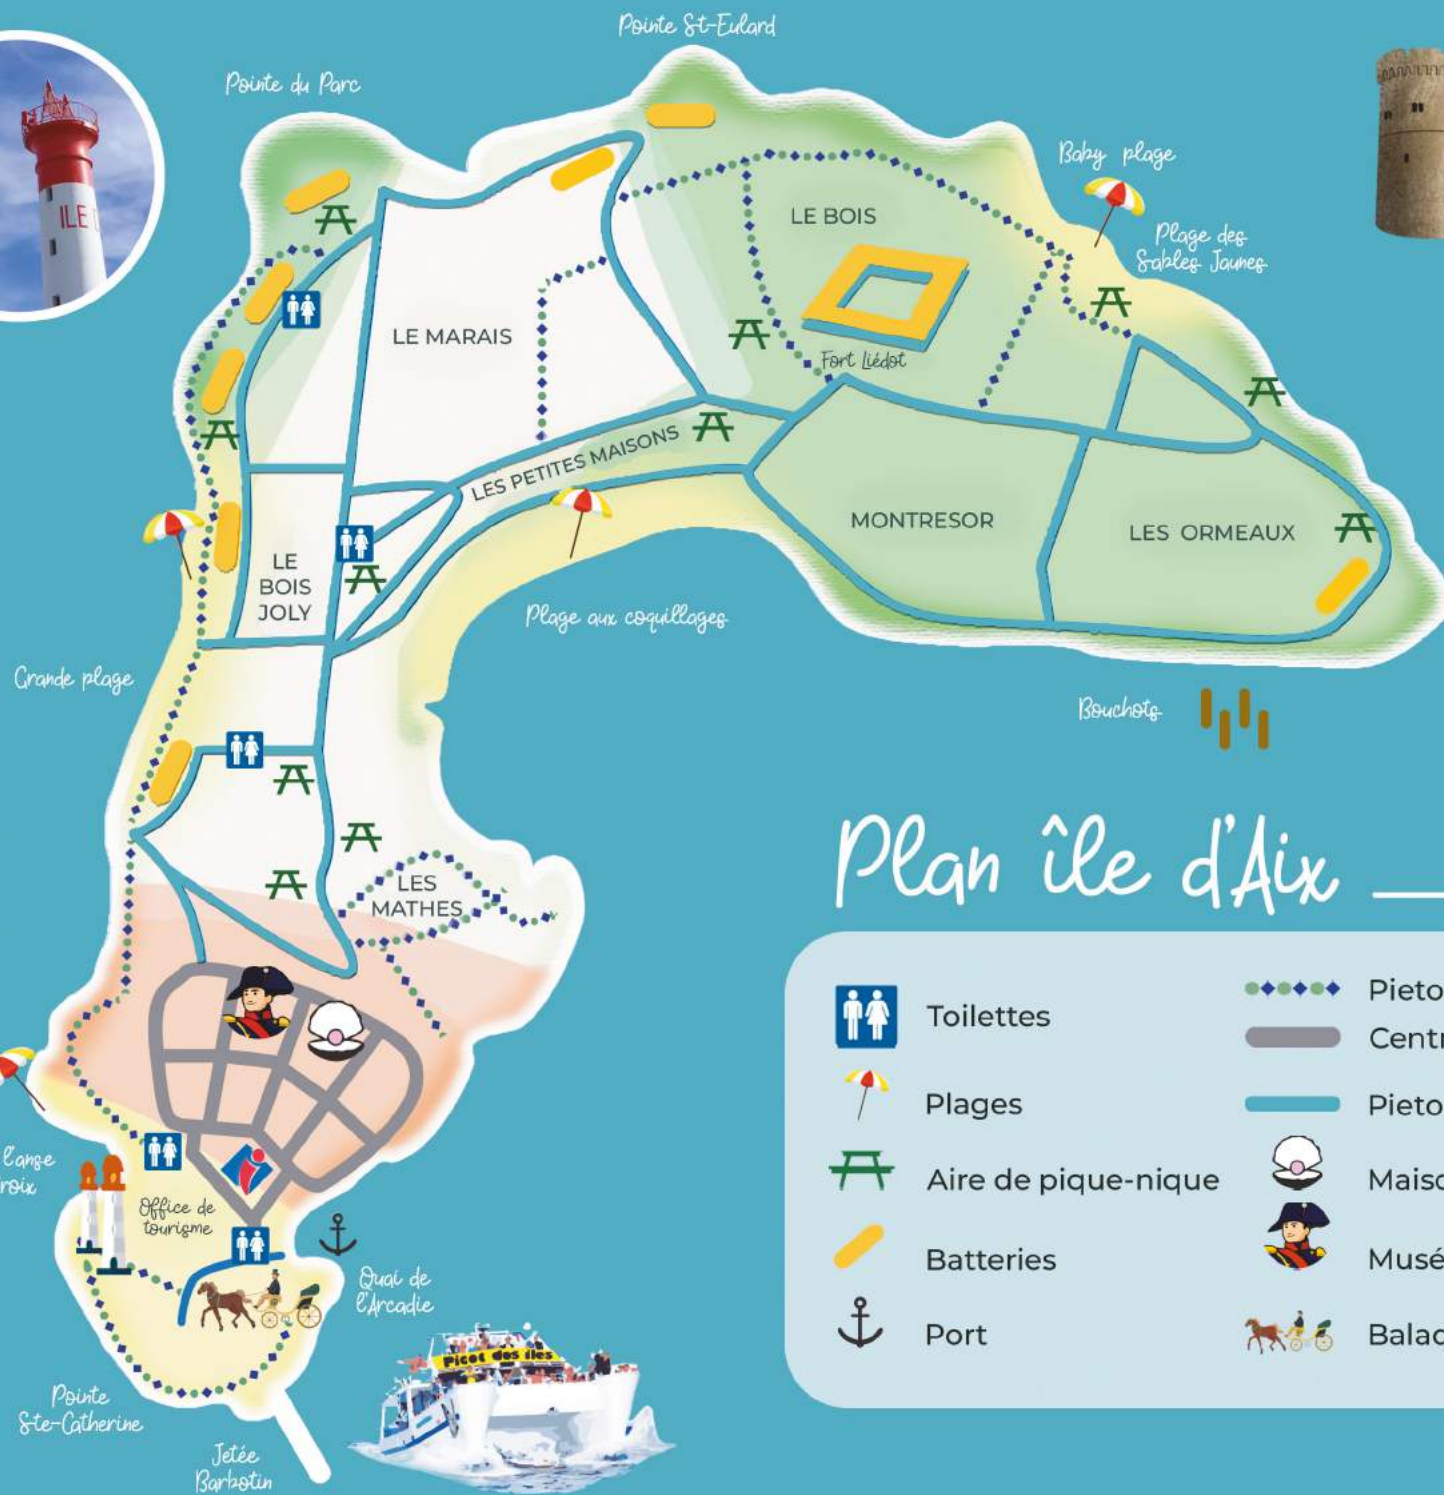 Pointe St-Eulard
Pointe du Parc
Baby plage
Plage des
Sables Jaunes
ILE
LE BOIS
LE MARAIS
Fort Liédot
LES PETITES MAISONS
MONTRESOR
LES ORMEAUX
LE
BOIS
JOLY
Plage aux coquillages
Grande plage
Bouchots
Plan île d'Aix
LES
MATHES
Toilettes
Plages
Aire de pique-nique
Batteries
Port
Pieto
Centr
Pieto
Maiso
Musé
Balad
l'anse
roix
Office de
tourisme
Quai de
l'Arcadie
Picot des îles
Pointe
Ste-Catherine
Jetée
Barbotin